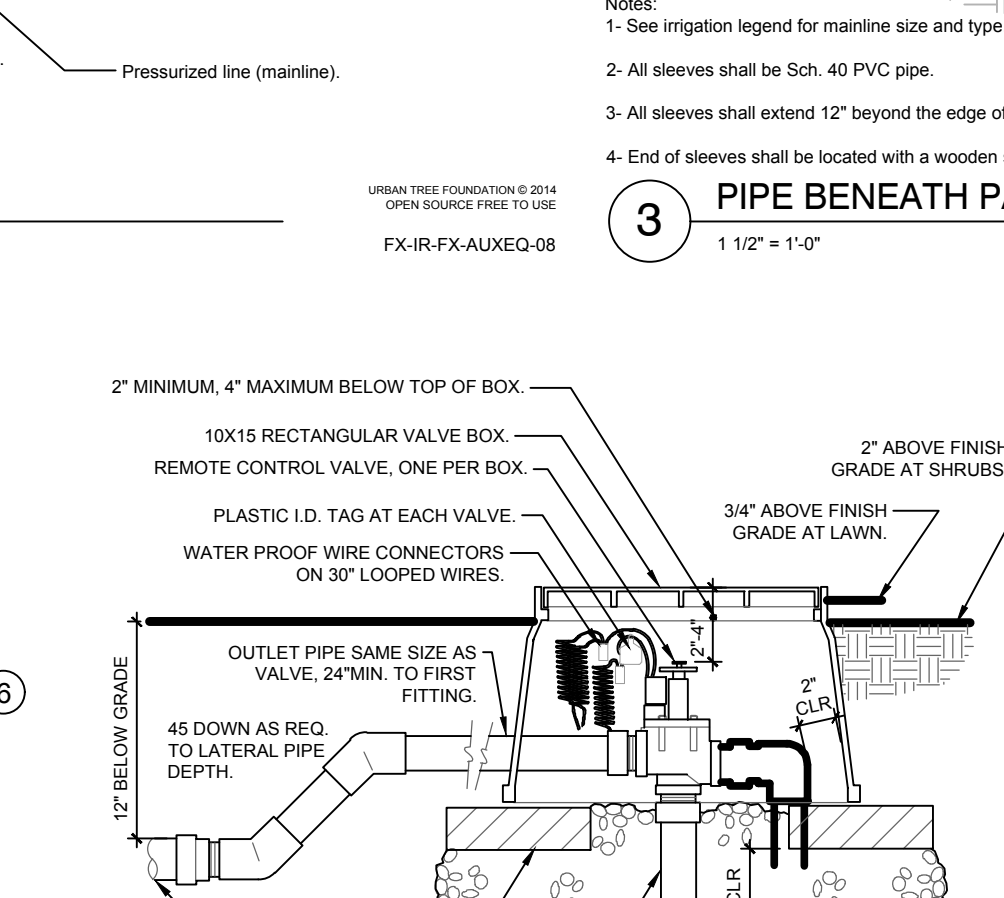 Notes:
1- See irrigation legend for mainline size and type
.
Pressurized line (mainline).
2- All sleeves shall be Sch. 40 PVC pipe.
3- All sleeves shall extend 12" beyond the edge of
4- End of sleeves shall be located with a wooden
URBAN TREE FOUNDATION © 2014
OPEN SOURCE FREE TO USE
FX-IR-FX-AUXEQ-08
3
PIPE BENEATH PA
1 1/2" = 1'-0"
2" MINIMUM, 4" MAXIMUM BELOW TOP OF BOX.
10X15 RECTANGULAR VALVE BOX.
REMOTE CONTROL VALVE, ONE PER BOX.
PLASTIC I.D. TAG AT EACH VALVE.
WATER PROOF WIRE CONNECTORS
ON 30" LOOPED WIRES.
2" ABOVE FINISH
GRADE AT SHRUBS
3/4" ABOVE FINISH
GRADE AT LAWN.
OUTLET PIPE SAME SIZE AS
VALVE, 24"MIN. TO FIRST
FITTING.
2"-4"
2"
CLR.
6
12" BELOW GRADE
45 DOWN AS REQ.
TO LATERAL PIPE
DEPTH.
CLR